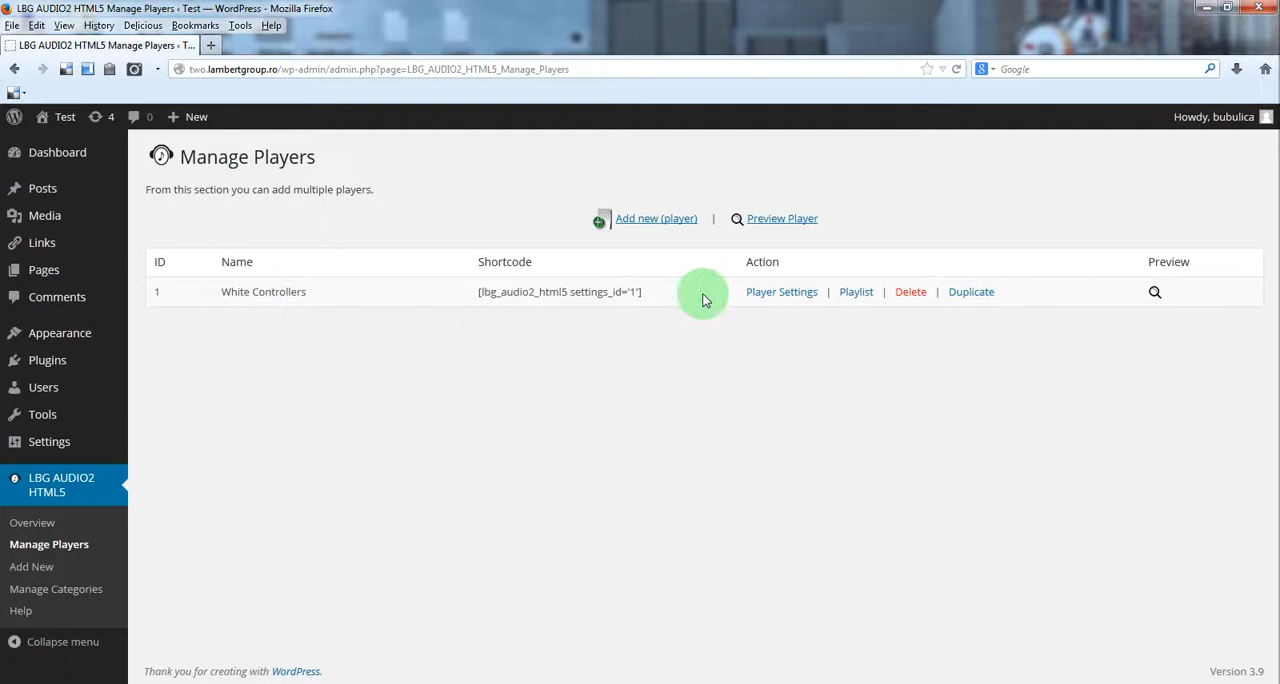 LBG AUDIO2 HTML5 Manage Players ‹ Test — WordPress - Mozilla Firefox
File Edit View History Delicious Bookmarks Tools Help
LBG AUDIO2 HTML5 Manage Players ‹ T... +
two.lambertgroup.ro/wp-admin/admin.php?page=LBG_AUDIO2_HTML5_Manage_Players Google
Test 4 0 New Howdy, bubulica
Dashboard
Posts
Media
Links
Pages
Comments
Appearance
Plugins
Users
Tools
Settings
LBG AUDIO2
HTML5
Overview
Manage Players
Add New
Manage Categories
Help
Collapse menu
Manage Players
From this section you can add multiple players.
Add new (player) | Preview Player
ID Name Shortcode Action Preview
1 White Controllers [lbg_audio2_html5 settings_id='1'] Player Settings | Playlist | Delete | Duplicate
Thank you for creating with WordPress. Version 3.9